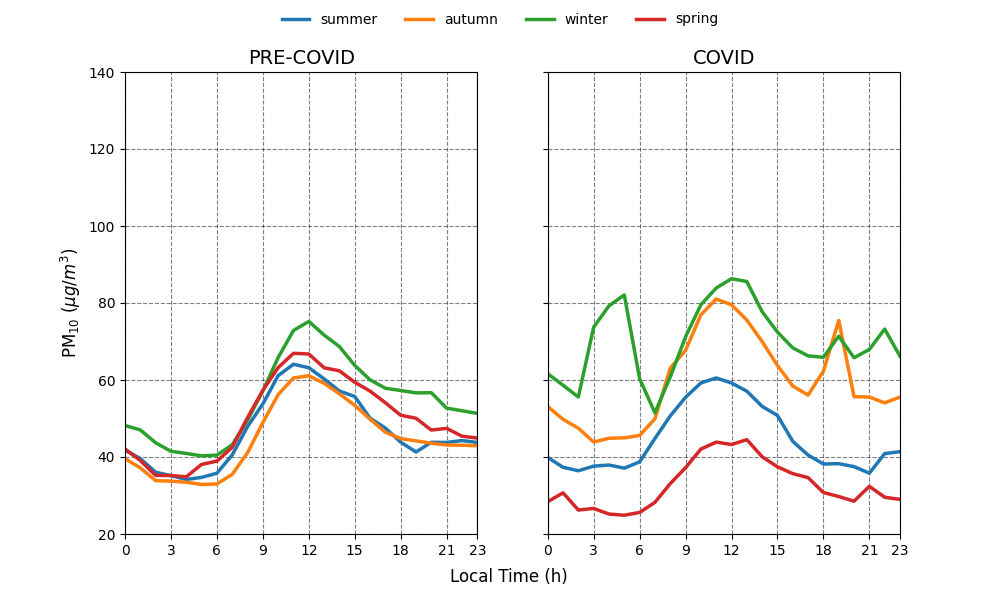 summer autumn winter spring
PRE-COVID COVID
140
120
100
80
60
40
20
PM₁₀ (μg/m³)
0 3 6 9 12 15 18 21 23 0 3 6 9 12 15 18 21 23
Local Time (h)